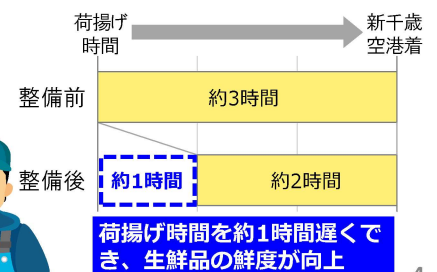 荷揚げ
時間
新千歳
空港着
整備前
約3時間
整備後
約1時間
約2時間
荷揚げ時間を約1時間遅くで
き、生鮮品の鮮度が向上